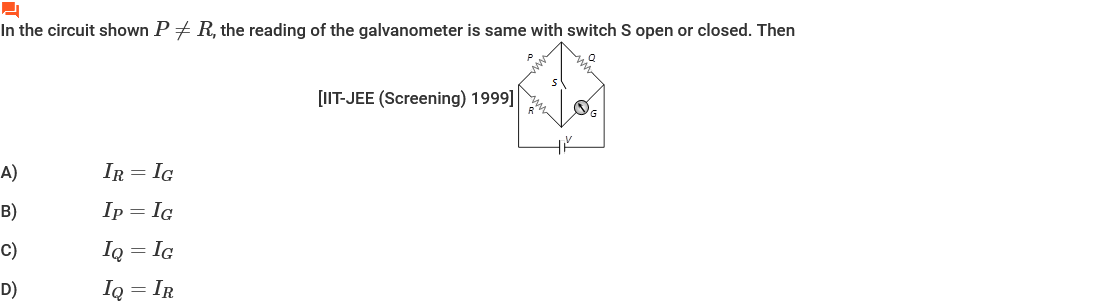 In the circuit shown P ≠ R, the reading of the galvanometer is same with switch S open or closed. Then
P
Q
S
[IIT-JEE (Screening) 1999]
R
G
V
A) I_R = I_G
B) I_P = I_G
C) I_Q = I_G
D) I_Q = I_R